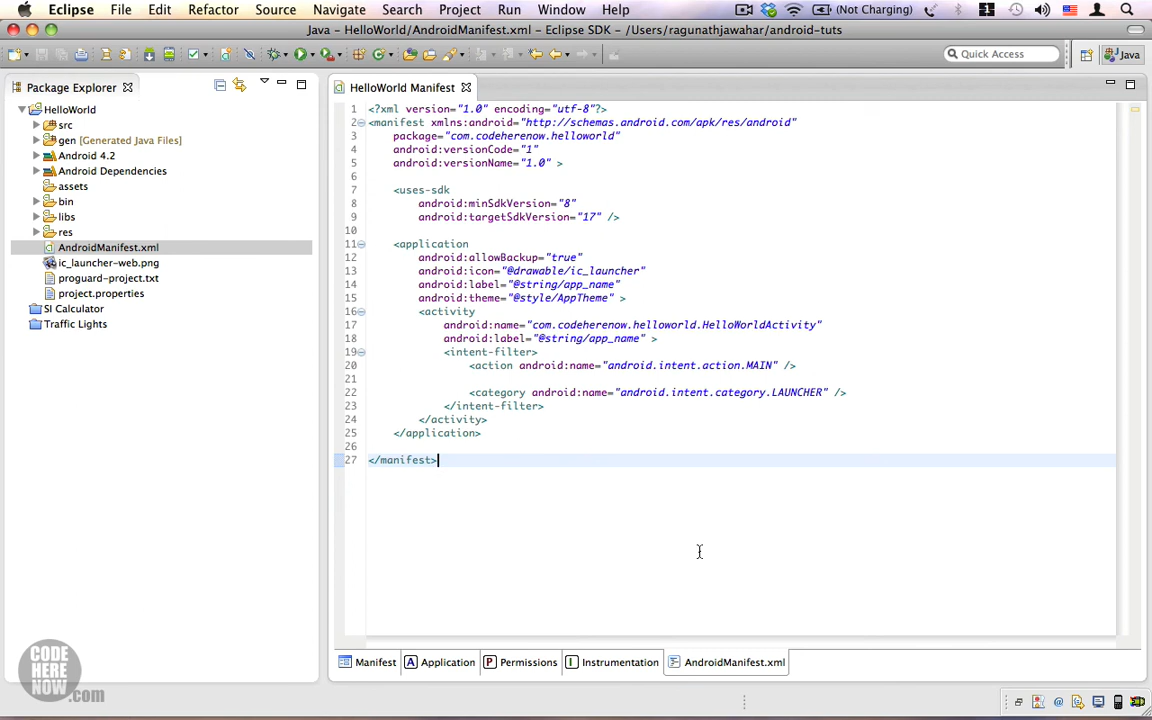 Eclipse File Edit Refactor Source Navigate Search Project Run Window Help (Not Charging) 1
Java – HelloWorld/AndroidManifest.xml – Eclipse SDK – /Users/ragunathjawahar/android-tuts
Quick Access Java
Package Explorer
HelloWorld
src
gen [Generated Java Files]
Android 4.2
Android Dependencies
assets
bin
libs
res
AndroidManifest.xml
ic_launcher-web.png
proguard-project.txt
project.properties
SI Calculator
Traffic Lights
HelloWorld Manifest
1 <?xml version="1.0" encoding="utf-8"?>
2 <manifest xmlns:android="http://schemas.android.com/apk/res/android"
3 package="com.codeherenow.helloworld"
4 android:versionCode="1"
5 android:versionName="1.0" >
6
7 <uses-sdk
8 android:minSdkVersion="8"
9 android:targetSdkVersion="17" />
10
11 <application
12 android:allowBackup="true"
13 android:icon="@drawable/ic_launcher"
14 android:label="@string/app_name"
15 android:theme="@style/AppTheme" >
16 <activity
17 android:name="com.codeherenow.helloworld.HelloWorldActivity"
18 android:label="@string/app_name" >
19 <intent-filter>
20 <action android:name="android.intent.action.MAIN" />
21
22 <category android:name="android.intent.category.LAUNCHER" />
23 </intent-filter>
24 </activity>
25 </application>
26
27 </manifest>
Manifest A Application P Permissions I Instrumentation AndroidManifest.xml
CODE
HERE
NOW
.com